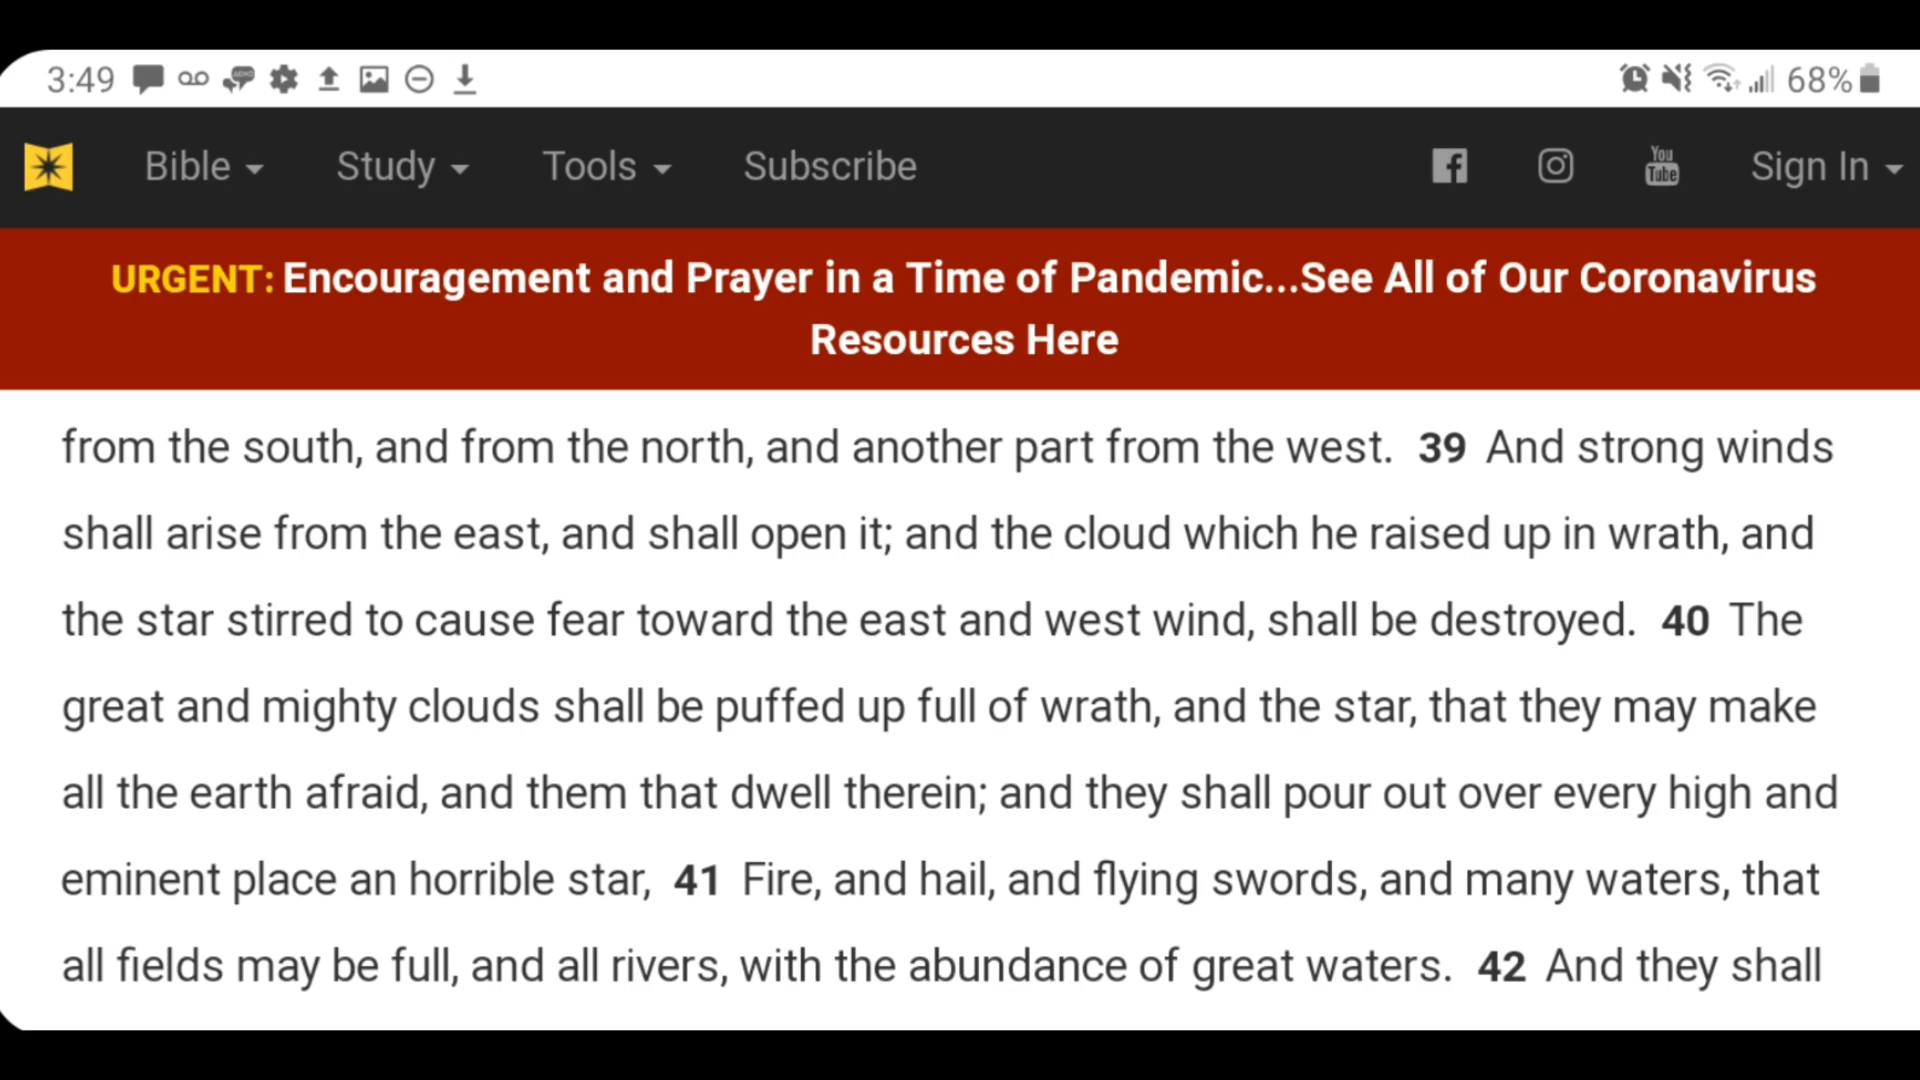 3:49 68%
Bible Study Tools Subscribe You Tube Sign In
URGENT: Encouragement and Prayer in a Time of Pandemic...See All of Our Coronavirus
Resources Here
from the south, and from the north, and another part from the west. 39 And strong winds
shall arise from the east, and shall open it; and the cloud which he raised up in wrath, and
the star stirred to cause fear toward the east and west wind, shall be destroyed. 40 The
great and mighty clouds shall be puffed up full of wrath, and the star, that they may make
all the earth afraid, and them that dwell therein; and they shall pour out over every high and
eminent place an horrible star, 41 Fire, and hail, and flying swords, and many waters, that
all fields may be full, and all rivers, with the abundance of great waters. 42 And they shall